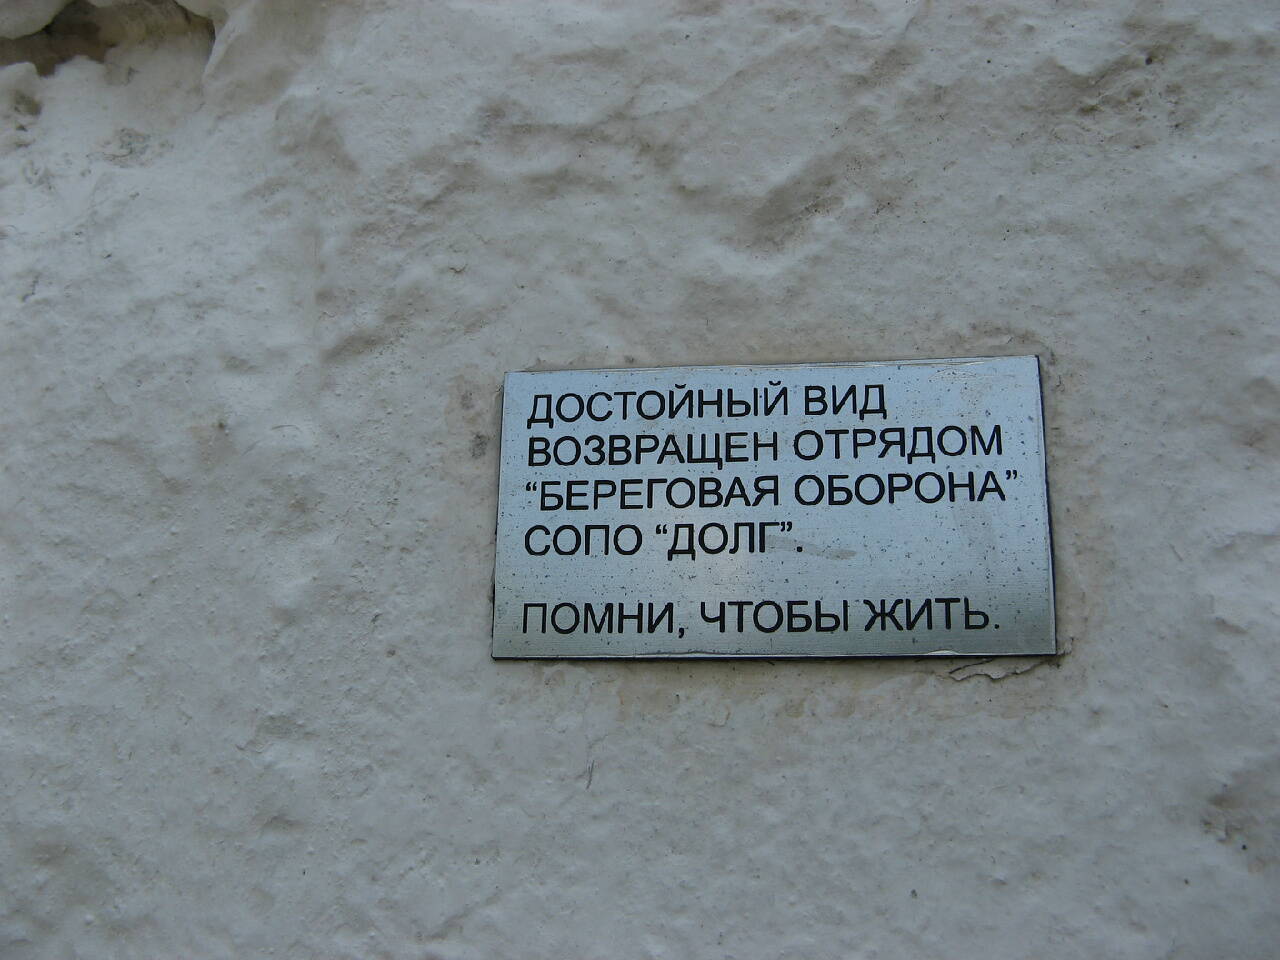 ДОСТОЙНЫЙ ВИД
ВОЗВРАЩЕН ОТРЯДОМ
“БЕРЕГОВАЯ ОБОРОНА”
СОПО “ДОЛГ”.
ПОМНИ, ЧТОБЫ ЖИТЬ.